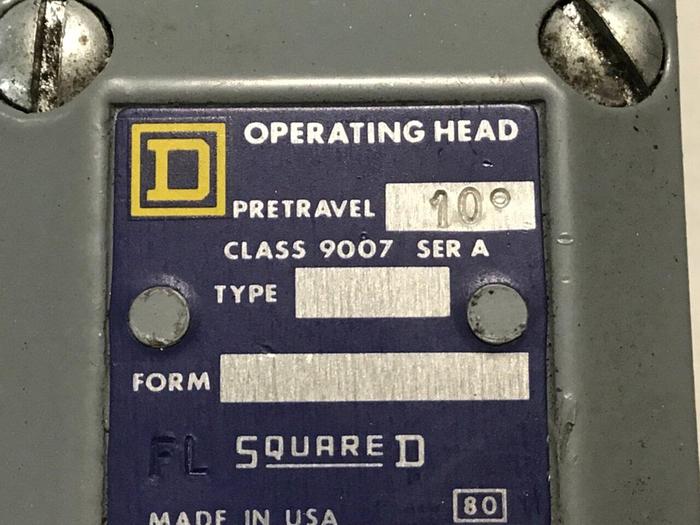 D OPERATING HEAD
PRETRAVEL 10°
CLASS 9007 SER A
TYPE
FORM
FL SQUARE D
MADE IN USA 80